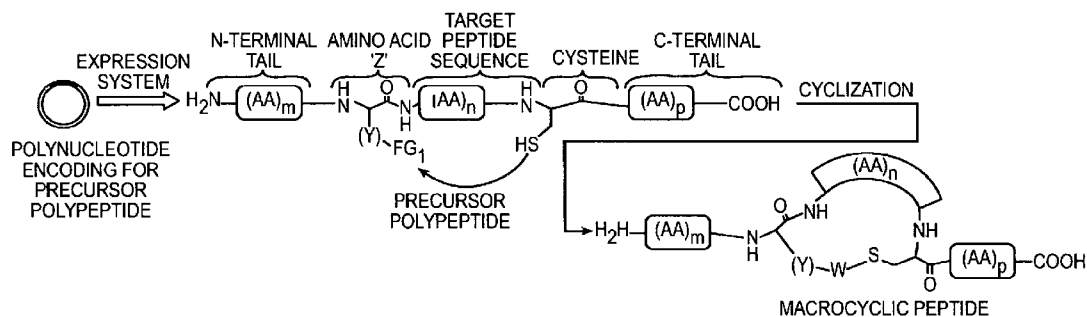 EXPRESSION
SYSTEM
POLYNUCLEOTIDE
ENCODING FOR
PRECURSOR
POLYPEPTIDE
N-TERMINAL
TAIL
AMINO ACID
'Z'
TARGET
PEPTIDE
SEQUENCE
CYSTEINE
C-TERMINAL
TAIL
H2N
(AA)m
N
H
O
N
H
(Y)
FG1
(AA)n
H
N
HS
O
(AA)p
COOH
CYCLIZATION
PRECURSOR
POLYPEPTIDE
H2H
(AA)m
N
H
O
NH
(AA)n
NH
(Y)
W
S
O
(AA)p
COOH
MACROCYCLIC PEPTIDE